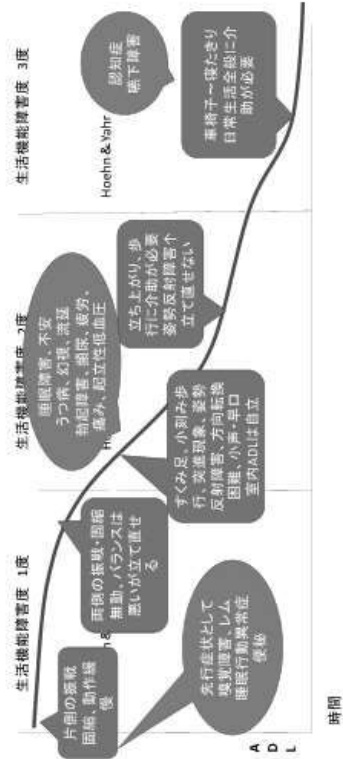 生活機能障害度 1度
生活機能障害度 2度
生活機能障害度 3度
Hoehn & Yahr
片側の振戦
固縮、動作緩
慢
先行症状として
嗅覚障害、レム
睡眠行動異常症
便秘
両側の振戦・固縮
無動、バランスは
悪いが立て直せ
る
睡眠障害、不安
うつ病、幻視、流延
勃起障害、頻尿、疲労、
痛み、起立性低血圧
すくみ足、小刻み歩
行、突進現象、姿勢
反射障害、方向転換
困難、小声・早口
室内ADLは自立
立ち上がり、歩
行に介助が必要
姿勢反射障害个
立て直せない
認知症
嚥下障害
車椅子～寝たきり
日常生活全般に介
助が必要
ADL
時間